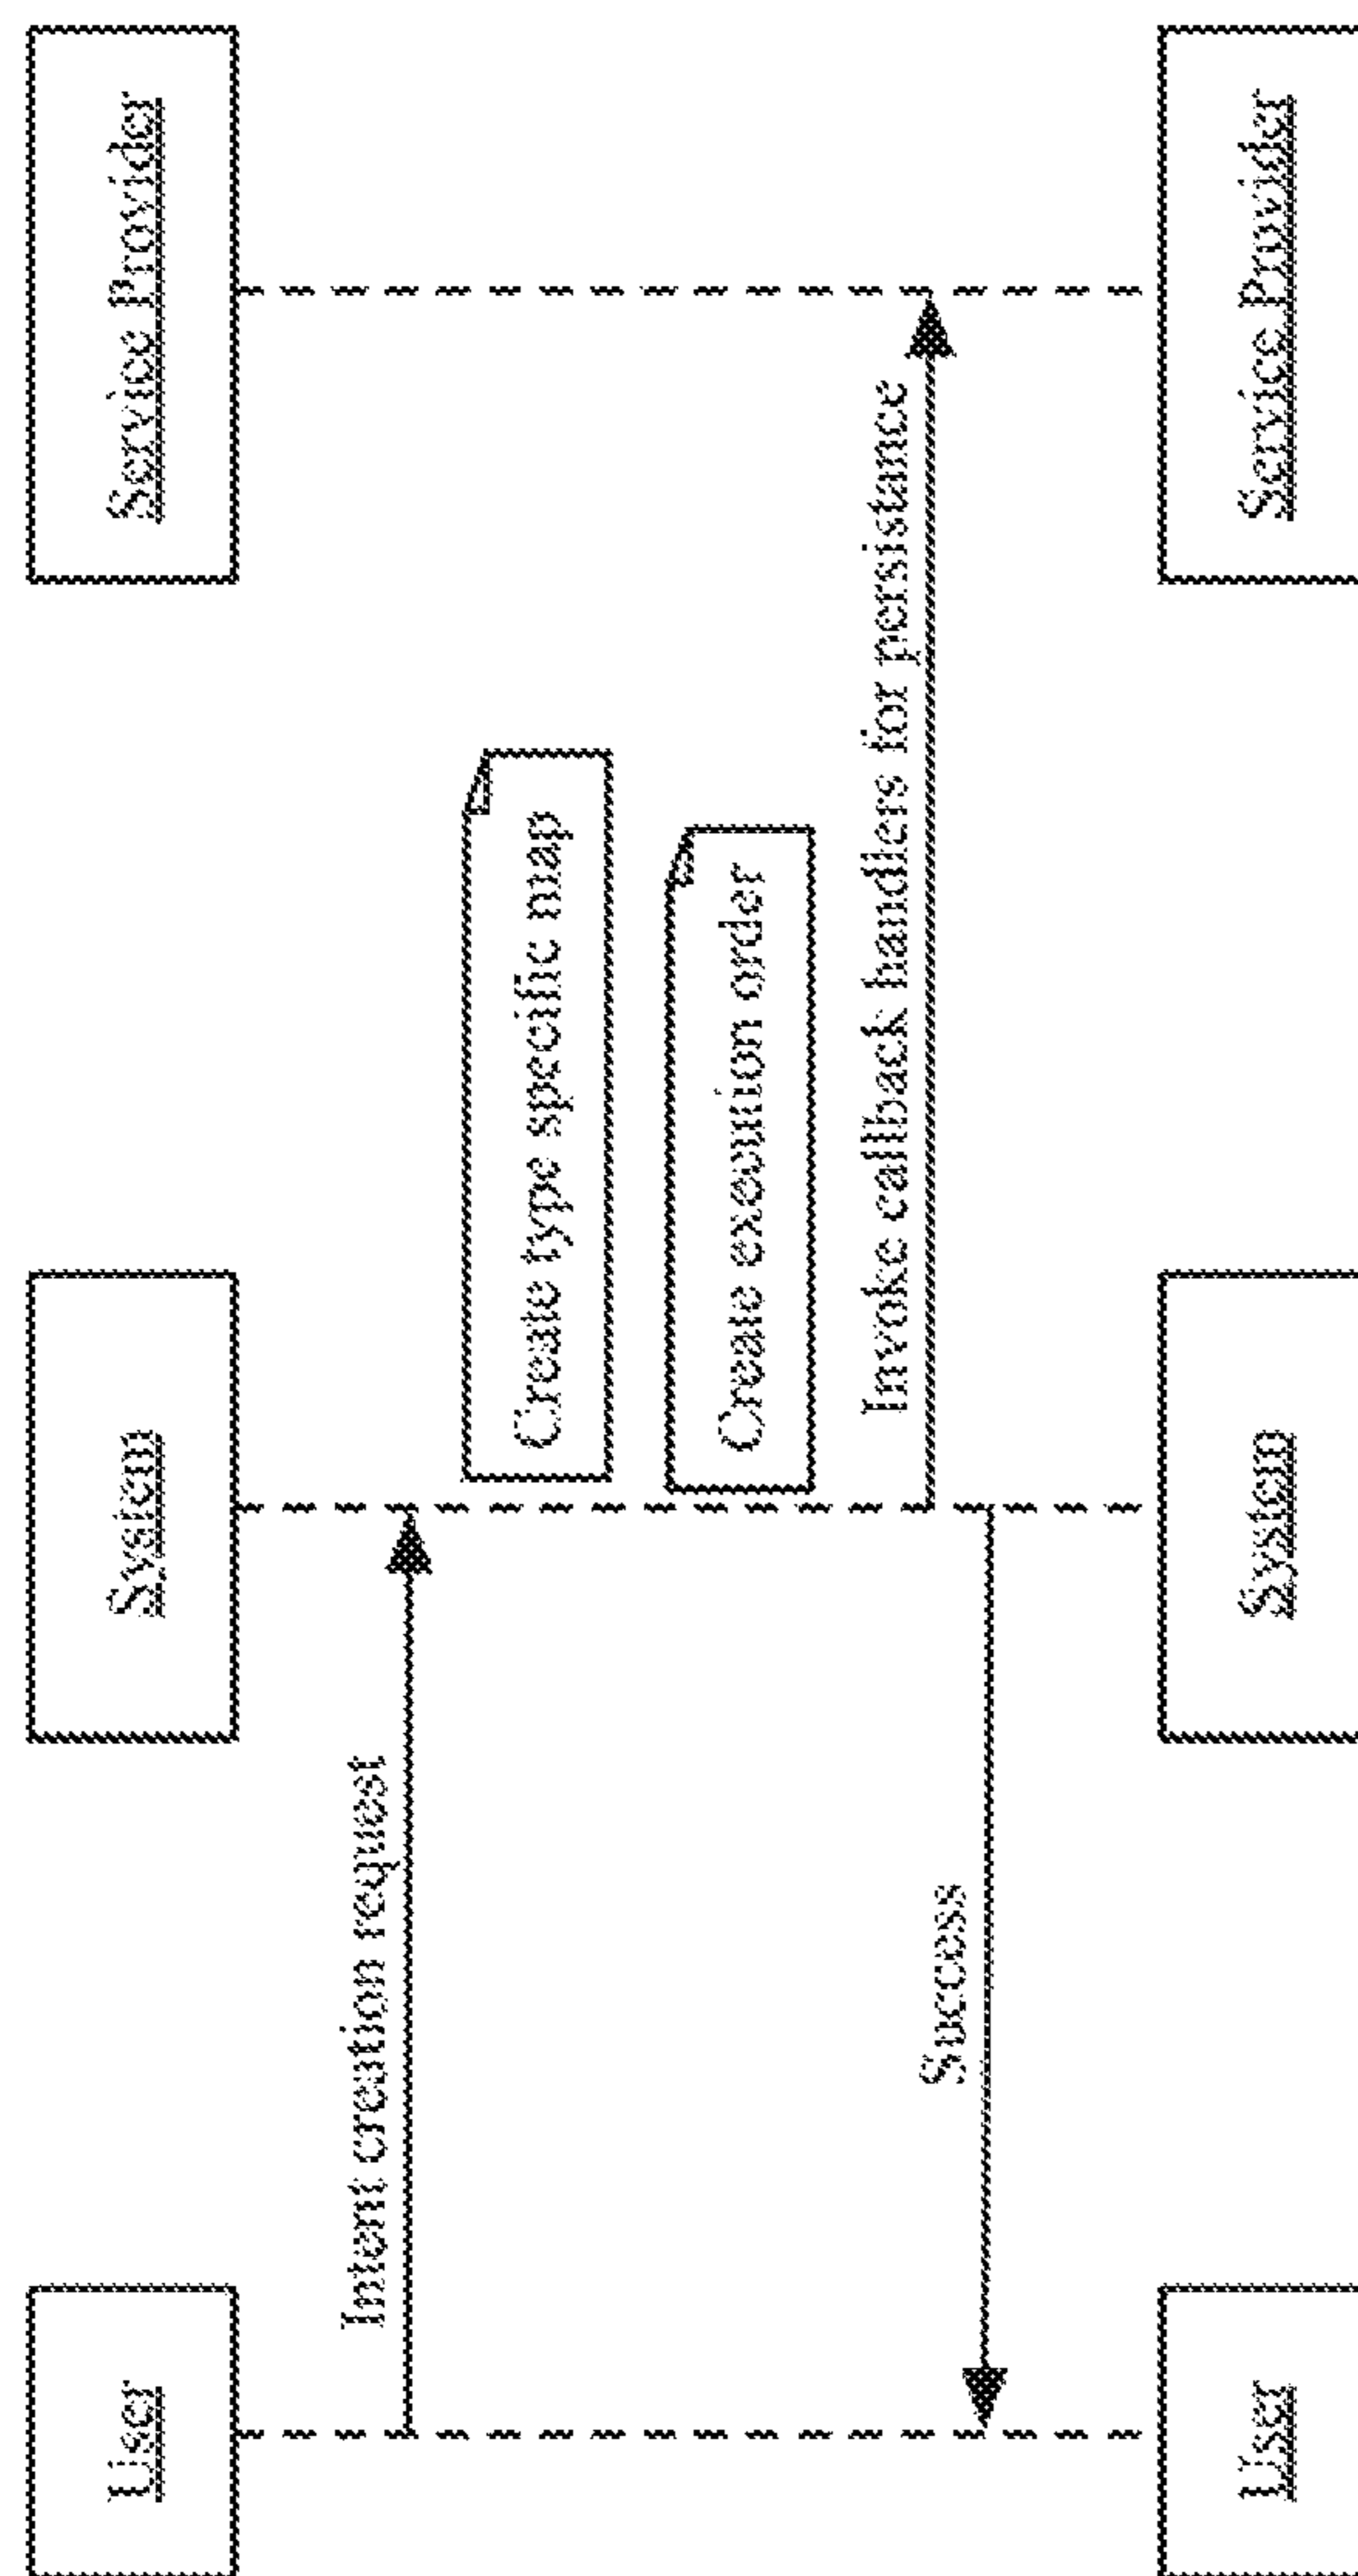 User
System
Service Provider
Intent creation request
Create type specific map
Create execution order
Invoke callback handlers for persistance
Success
User
System
Service Provider